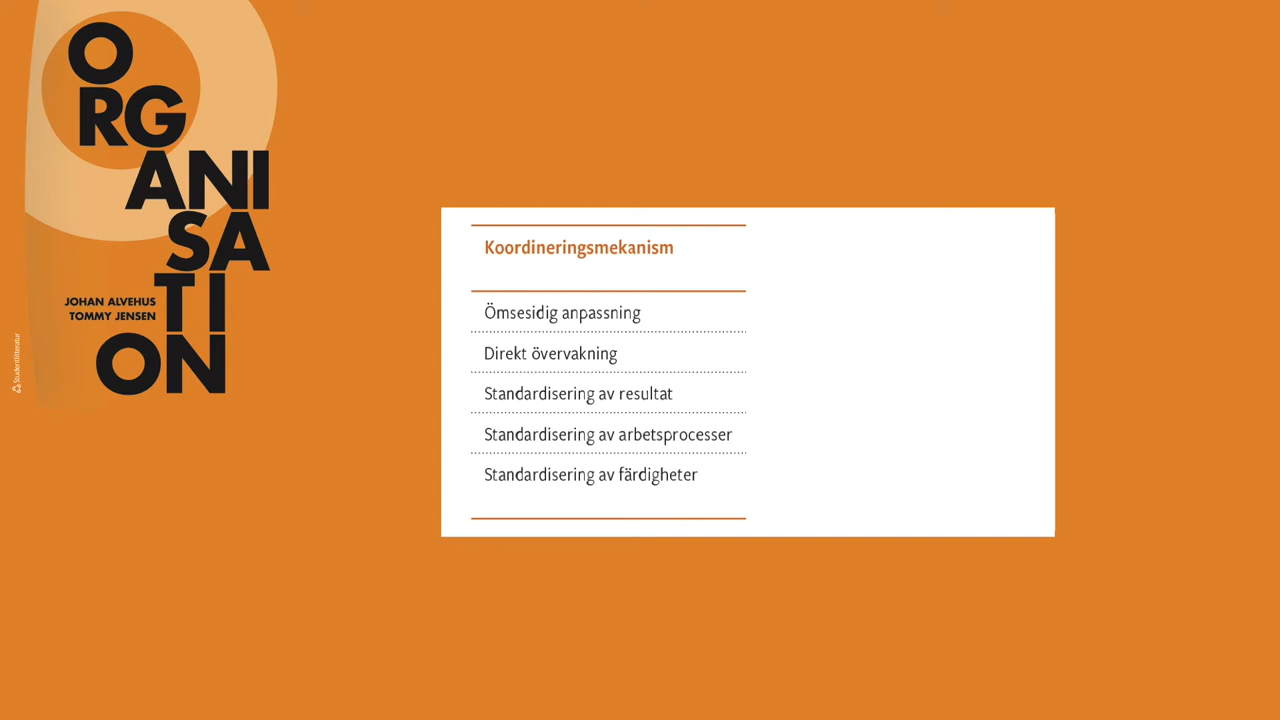 O
RG
ANI
SA
TI
ON
JOHAN ALVEHUS
TOMMY JENSEN
Studentlitteratur
Koordineringsmekanism
Ömsesidig anpassning
Direkt övervakning
Standardisering av resultat
Standardisering av arbetsprocesser
Standardisering av färdigheter